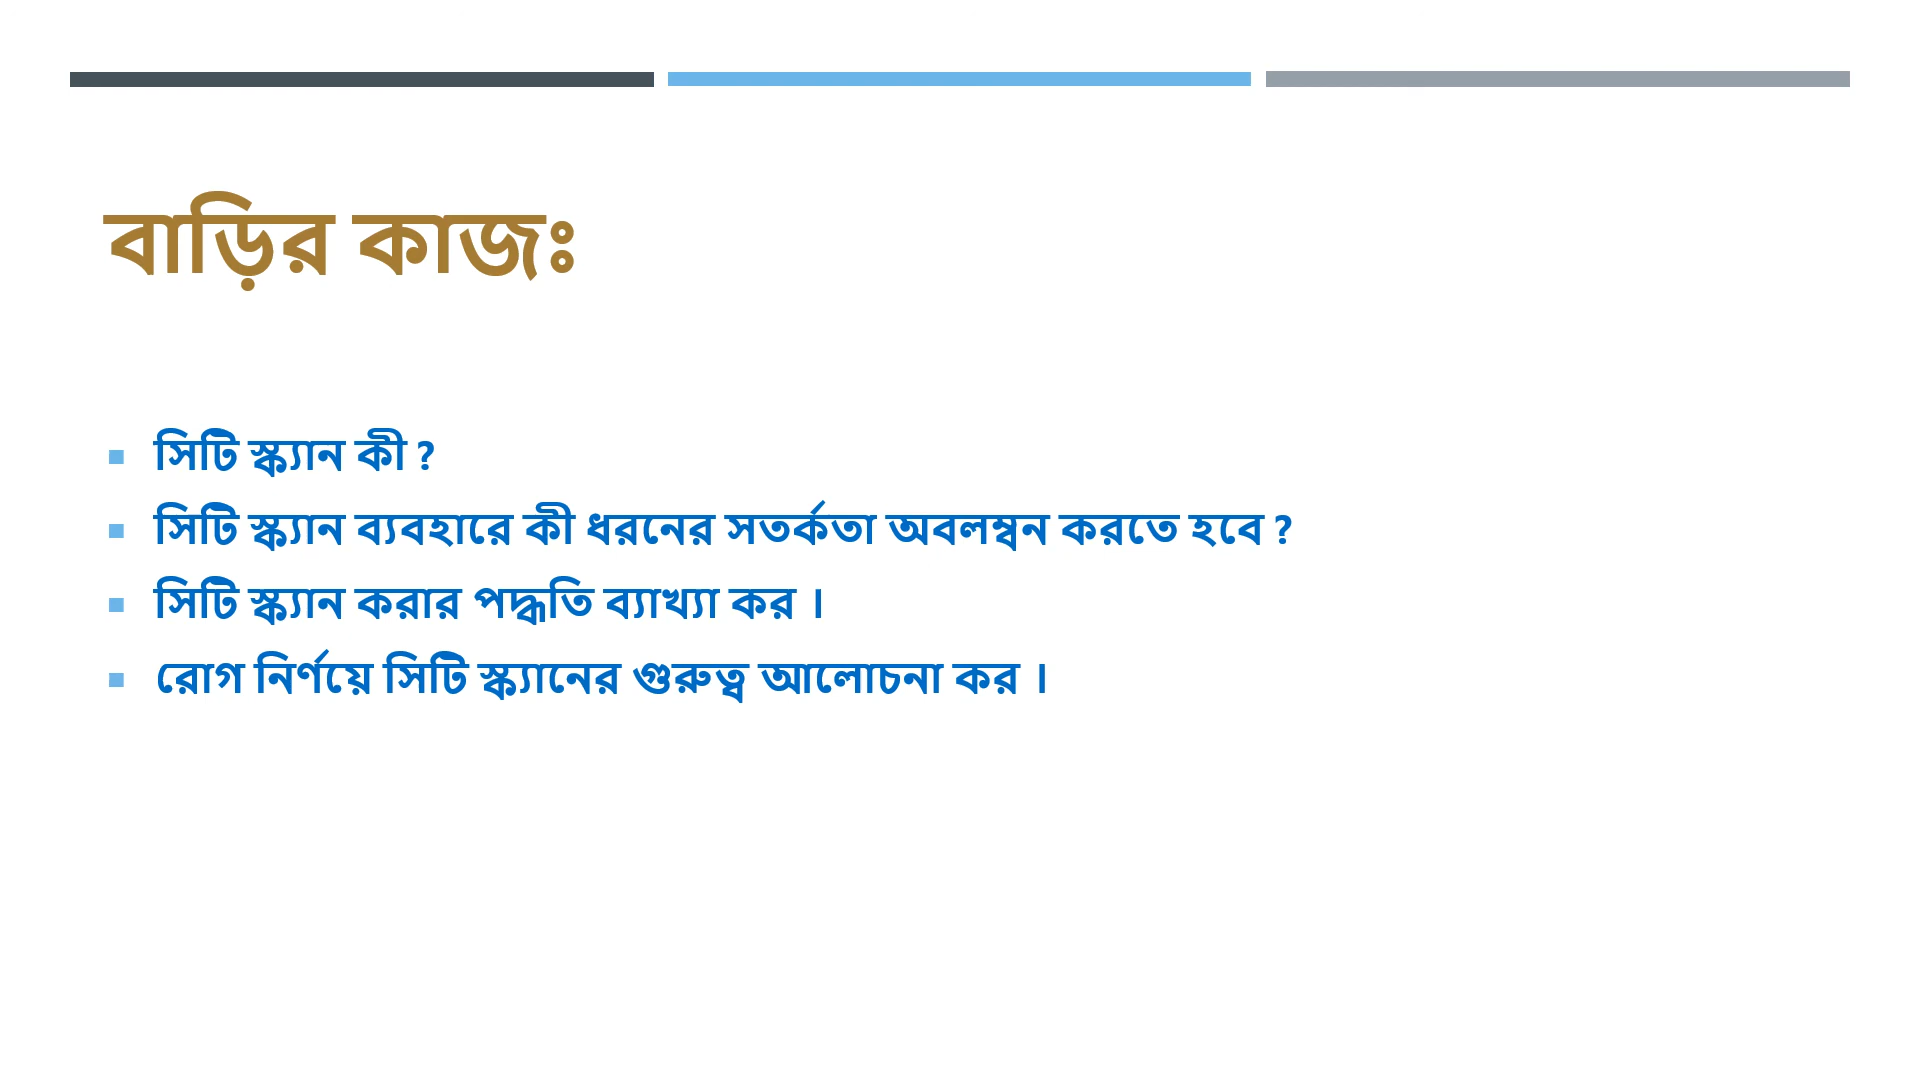 বাড়ির কাজঃ
সিটি স্ক্যান কী ?
সিটি স্ক্যান ব্যবহারে কী ধরনের সতর্কতা অবলম্বন করতে হবে ?
সিটি স্ক্যান করার পদ্ধতি ব্যাখ্যা কর ।
রোগ নির্ণয়ে সিটি স্ক্যানের গুরুত্ব আলোচনা কর ।